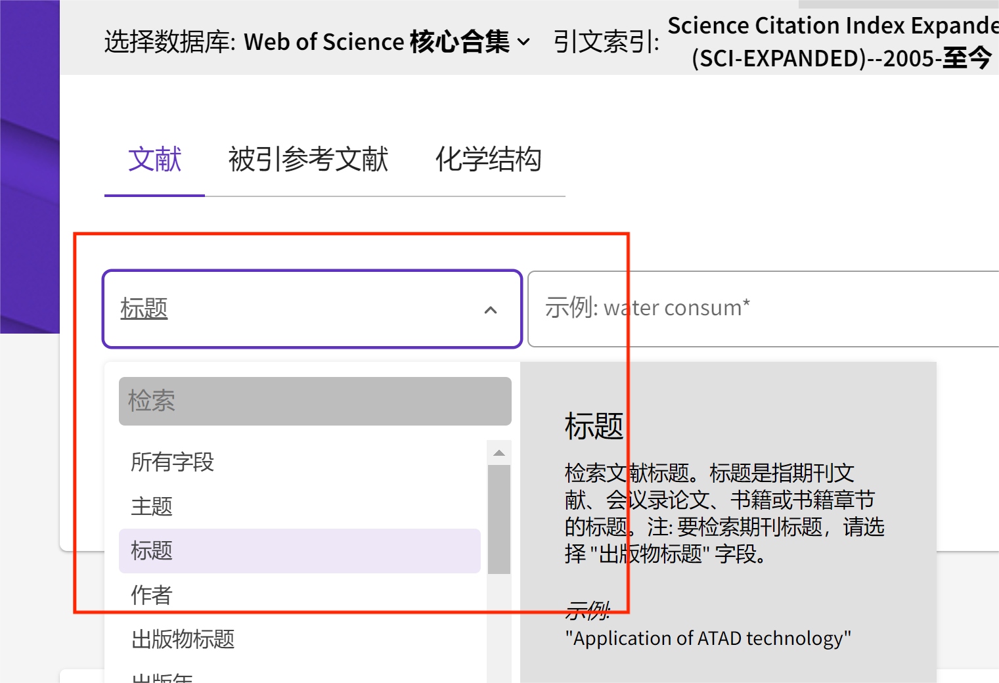 选择数据库: Web of Science 核心合集
引文索引:
Science Citation Index Expande
(SCI-EXPANDED)--2005-至今
文献 被引参考文献 化学结构
标题
示例: water consum*
检索
所有字段
主题
标题
作者
出版物标题
出版年
标题
检索文献标题。标题是指期刊文
献、会议录论文、书籍或书籍章节
的标题。注: 要检索期刊标题，请选
择 "出版物标题" 字段。
示例:
"Application of ATAD technology"